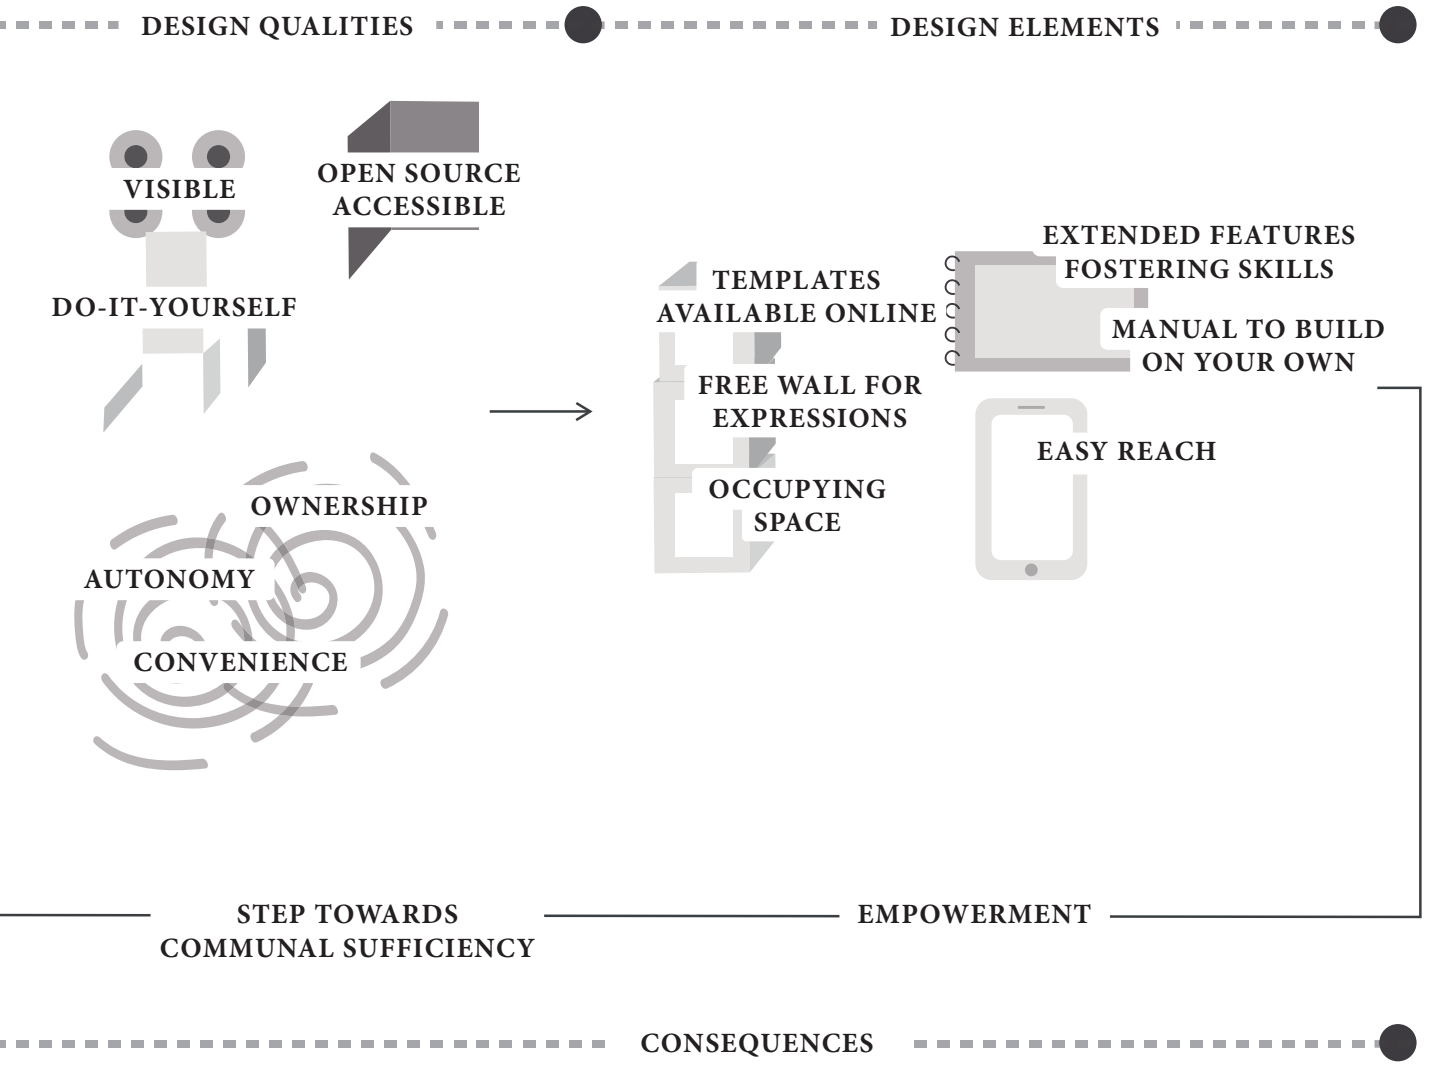 DESIGN QUALITIES
DESIGN ELEMENTS
VISIBLE
OPEN SOURCE
ACCESSIBLE
DO-IT-YOURSELF
OWNERSHIP
AUTONOMY
CONVENIENCE
TEMPLATES
AVAILABLE ONLINE
FREE WALL FOR
EXPRESSIONS
OCCUPYING
SPACE
EXTENDED FEATURES
FOSTERING SKILLS
MANUAL TO BUILD
ON YOUR OWN
EASY REACH
STEP TOWARDS
COMMUNAL SUFFICIENCY
EMPOWERMENT
CONSEQUENCES